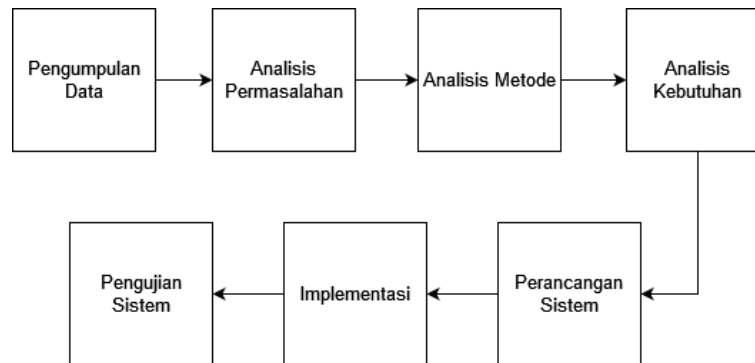 Pengumpulan
Data
Analisis
Permasalahan
Analisis Metode
Analisis
Kebutuhan
Perancangan
Sistem
Implementasi
Pengujian
Sistem